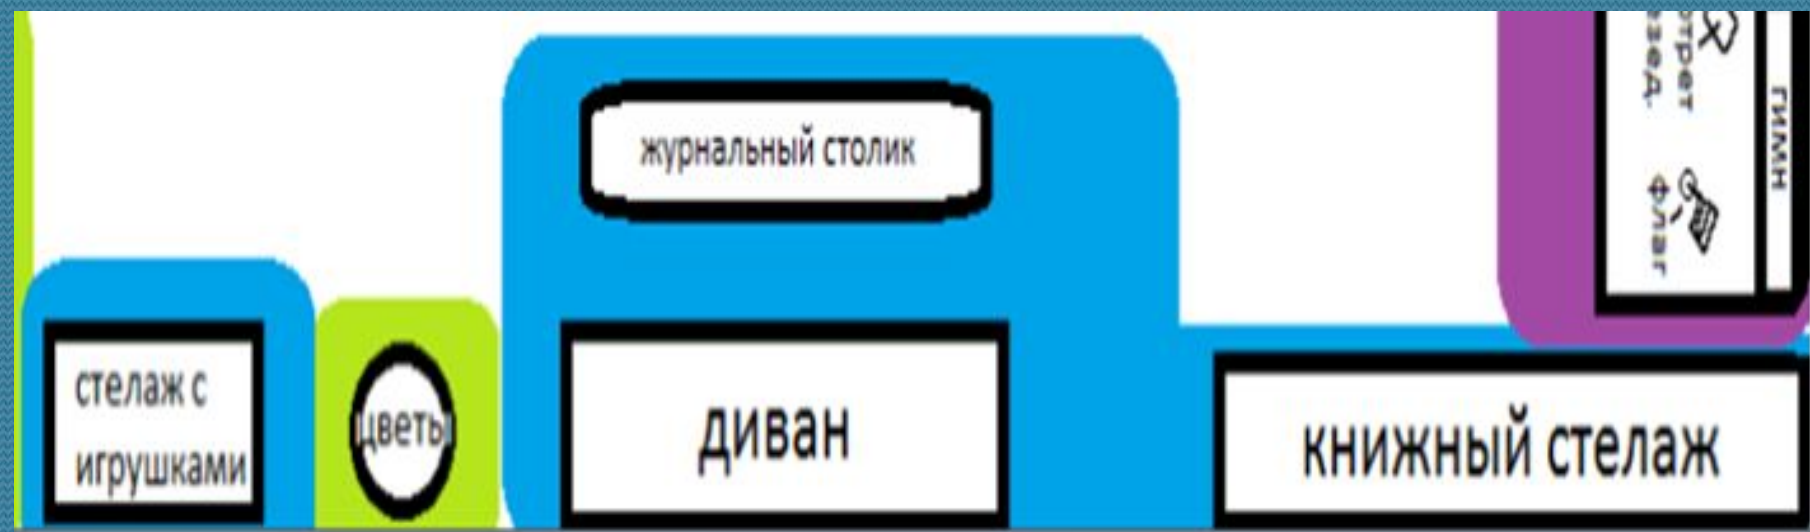 журнальный столик
стелаж с
игрушками
цветы
диван
книжный стелаж
флаг
гимн